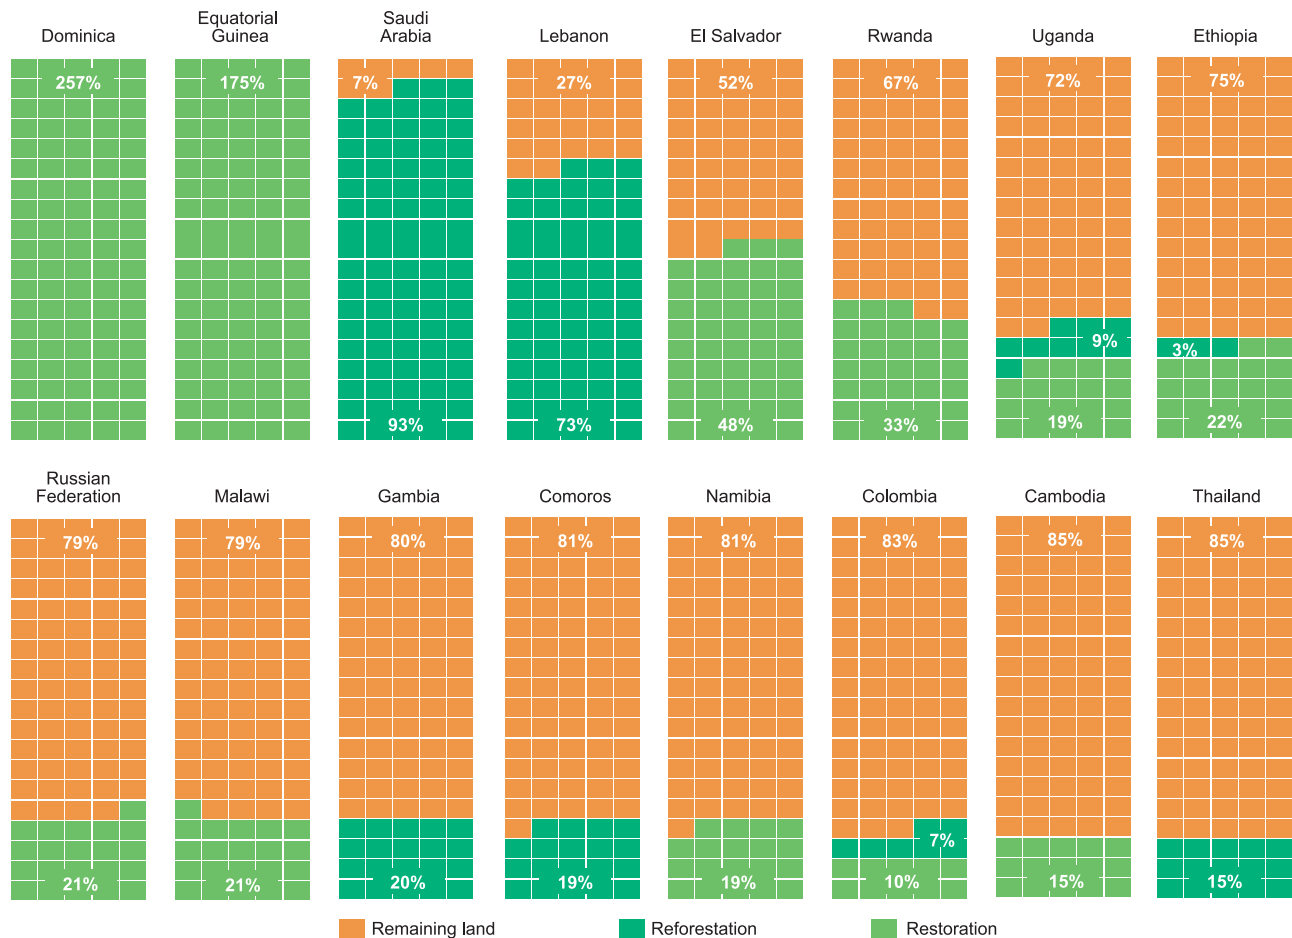 Dominica
Equatorial
Guinea
Saudi
Arabia
Lebanon
El Salvador
Rwanda
Uganda
Ethiopia
257%
175%
7%
27%
52%
67%
72%
75%
9%
3%
93%
73%
48%
33%
19%
22%
Russian
Federation
Malawi
Gambia
Comoros
Namibia
Colombia
Cambodia
Thailand
79%
79%
80%
81%
81%
83%
85%
85%
7%
21%
21%
20%
19%
19%
10%
15%
15%
Remaining land
Reforestation
Restoration